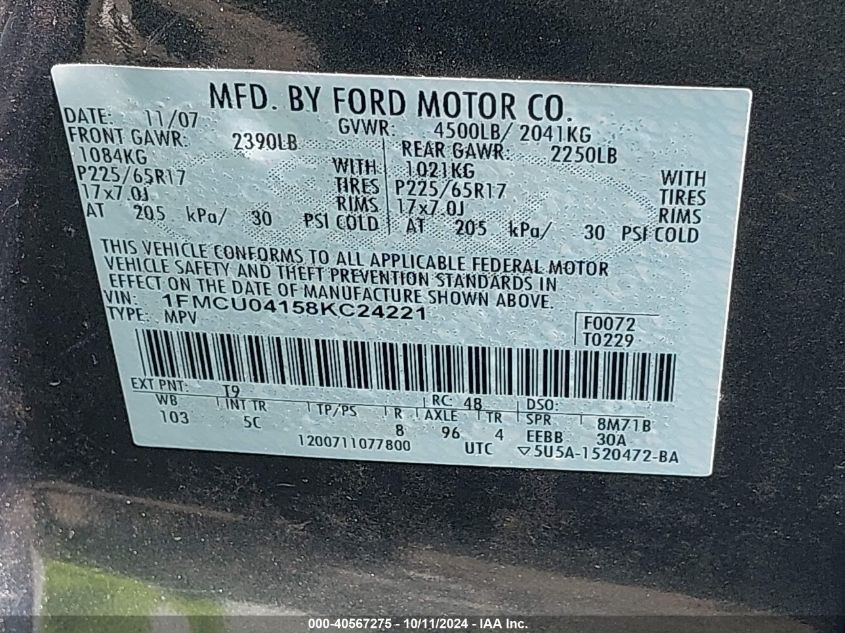 MFD. BY FORD MOTOR CO.
DATE: 11/07 GVWR: 4500LB/ 2041KG
FRONT GAWR: 2390LB REAR GAWR: 2250LB
1084KG WITH 1021KG WITH
P225/65R17 TIRES P225/65R17 TIRES
17x7.0J RIMS 17x7.0J RIMS
AT 205 kPa/ 30 PSI COLD AT 205 kPa/ 30 PSI COLD
THIS VEHICLE CONFORMS TO ALL APPLICABLE FEDERAL MOTOR
VEHICLE SAFETY AND THEFT PREVENTION STANDARDS IN
EFFECT ON THE DATE OF MANUFACTURE SHOWN ABOVE.
VIN: 1FMCU04158KC24221
TYPE: MPV
F0072
T0229
EXT PNT: T9 RC: 48 DSO:
WB INT TR TP/PS R AXLE TR SPR 8M71B
103 5C 8 96 4 EEBB 30A
1200711077800 UTC ▽5U5A-1520472-BA
000-40567275 - 10/11/2024 - IAA Inc.